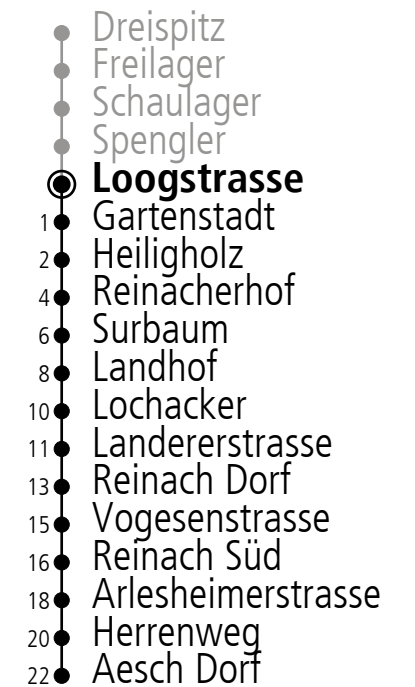 Dreispitz
Freilager
Schaulager
Spengler
Loogstrasse
1 Gartenstadt
2 Heiligholz
4 Reinacherhof
6 Surbaum
8 Landhof
10 Lochacker
11 Landererstrasse
13 Reinach Dorf
15 Vogesenstrasse
16 Reinach Süd
18 Arlesheimerstrasse
20 Herrenweg
22 Aesch Dorf